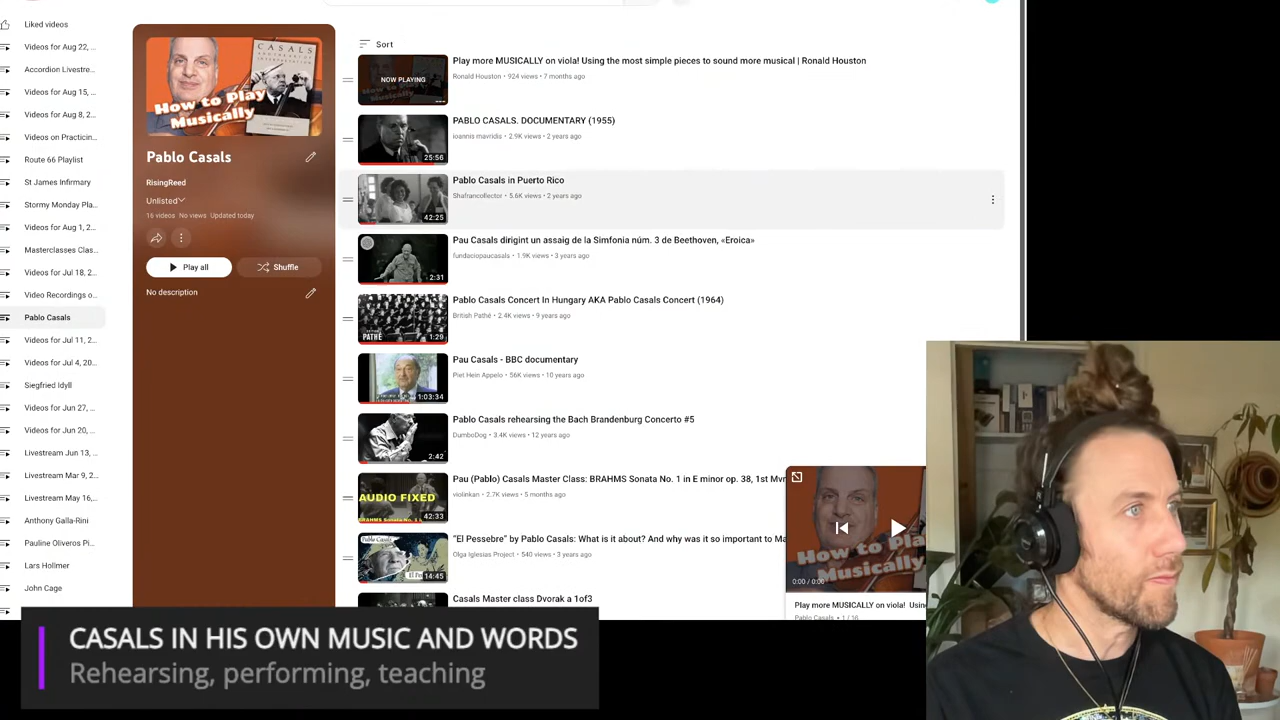 Liked videos
Videos for Aug 22, ...
Accordion Livestre...
Videos for Aug 15, ...
Videos for Aug 8, 2...
Videos on Practicin...
Route 66 Playlist
St James Infirmary
Stormy Monday Pla...
Videos for Aug 1, 2...
Masterclasses Clas...
Videos for Jul 18, 2...
Video Recordings o...
Pablo Casals
Videos for Jul 11, 2...
Videos for Jul 4, 20...
Siegfried Idyll
Videos for Jun 27, ...
Videos for Jun 20, ...
Livestream Jun 13, ...
Livestream Mar 9, 2...
Livestream May 16,...
Anthony Galla-Rini
Pauline Oliveros Pi...
Lars Hollmer
John Cage
CASALS
How to Play
Musically
Pablo Casals
RisingReed
Unlisted
16 videos No views Updated today
Play all
Shuffle
No description
Sort
NOW PLAYING
Play more MUSICALLY on viola! Using the most simple pieces to sound more musical | Ronald Houston
Ronald Houston • 924 views • 7 months ago
25:56
PABLO CASALS. DOCUMENTARY (1955)
ioannis mavridis • 2.9K views • 2 years ago
42:25
Pablo Casals in Puerto Rico
Shafrancollector • 5.6K views • 2 years ago
2:31
Pau Casals dirigint un assaig de la Simfonia núm. 3 de Beethoven, «Eroica»
fundaciopaucasals • 1.9K views • 3 years ago
PATHÉ
1:29
Pablo Casals Concert In Hungary AKA Pablo Casals Concert (1964)
British Pathé • 2.4K views • 9 years ago
1:03:34
Pau Casals - BBC documentary
Piet Hein Appelo • 56K views • 10 years ago
2:42
Pablo Casals rehearsing the Bach Brandenburg Concerto #5
DumboDog • 3.4K views • 12 years ago
AUDIO FIXED
42:33
Pau (Pablo) Casals Master Class: BRAHMS Sonata No. 1 in E minor op. 38, 1st Mvr
violinkan • 2.7K views • 5 months ago
14:45
"El Pessebre" by Pablo Casals: What is it about? And why was it so important to Ma
Olga Iglesias Project • 540 views • 3 years ago
Casals Master class Dvorak a 1of3
How to Pla
Musically
0:00 / 0:00
Play more MUSICALLY on viola! Usin
Pablo Casals • 1 / 16
CASALS IN HIS OWN MUSIC AND WORDS
Rehearsing, performing, teaching